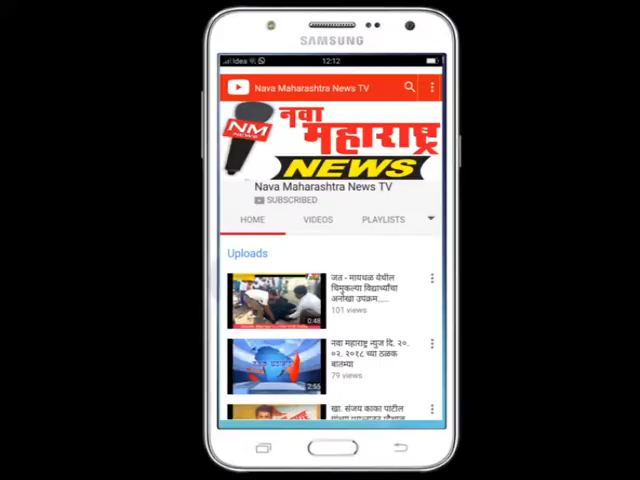 SAMSUNG
Idea
12:12
Nava Maharashtra News TV
नवा
महाराष्ट्र
NM
NEWS
NEWS
Nava Maharashtra News TV
SUBSCRIBED
HOME VIDEOS PLAYLISTS
Uploads
जत - मायथळ येथील
चिमुकल्या विद्यार्थ्यांचा
अनोखा उपक्रम.....
101 views
0:48
नवा महाराष्ट्र न्युज दि. २०.
०२. २०१८ च्या ठळक
बातम्या
79 views
2:55
खा. संजय काका पाटील